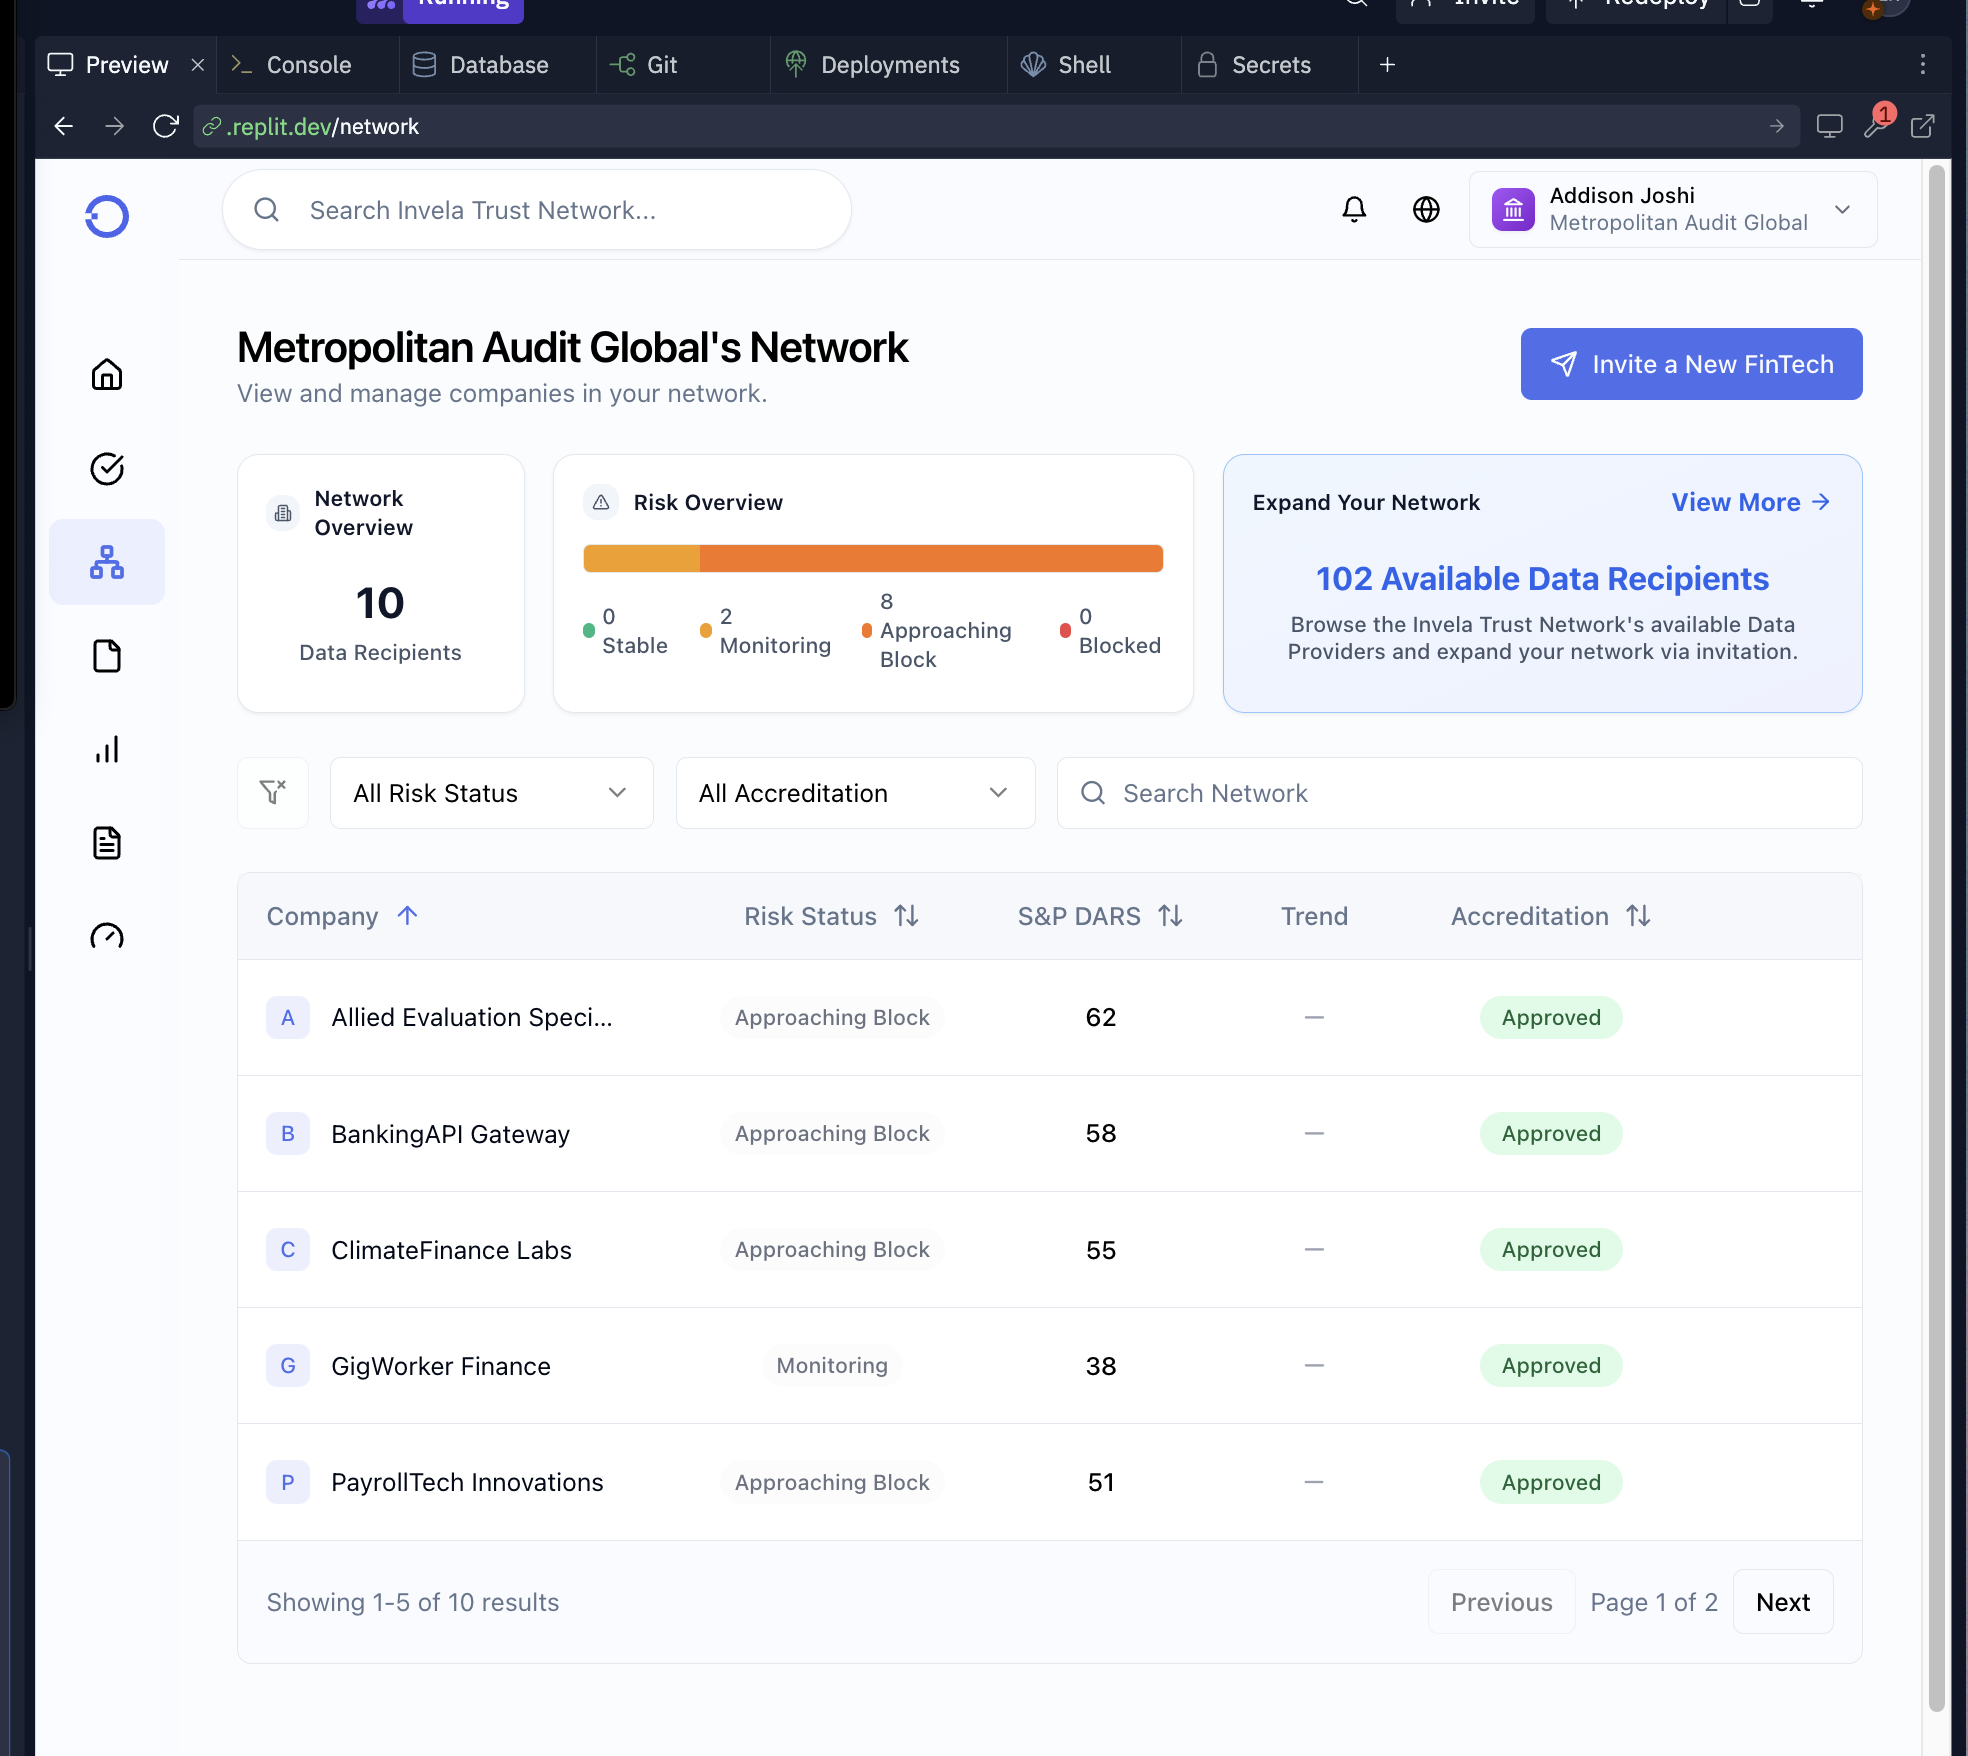 Running
Invite
Redeploy
Preview
Console
Database
Git
Deployments
Shell
Secrets
.replit.dev/network
1
Search Invela Trust Network...
Addison Joshi
Metropolitan Audit Global
Metropolitan Audit Global's Network
View and manage companies in your network.
Invite a New FinTech
Network
Overview
10
Data Recipients
Risk Overview
0
Stable
2
Monitoring
8
Approaching
Block
0
Blocked
Expand Your Network
View More
102 Available Data Recipients
Browse the Invela Trust Network's available Data
Providers and expand your network via invitation.
All Risk Status
All Accreditation
Search Network
Company
Risk Status
S&P DARS
Trend
Accreditation
A Allied Evaluation Speci... Approaching Block 62 — Approved
B BankingAPI Gateway Approaching Block 58 — Approved
C ClimateFinance Labs Approaching Block 55 — Approved
G GigWorker Finance Monitoring 38 — Approved
P PayrollTech Innovations Approaching Block 51 — Approved
Showing 1-5 of 10 results
Previous
Page 1 of 2
Next